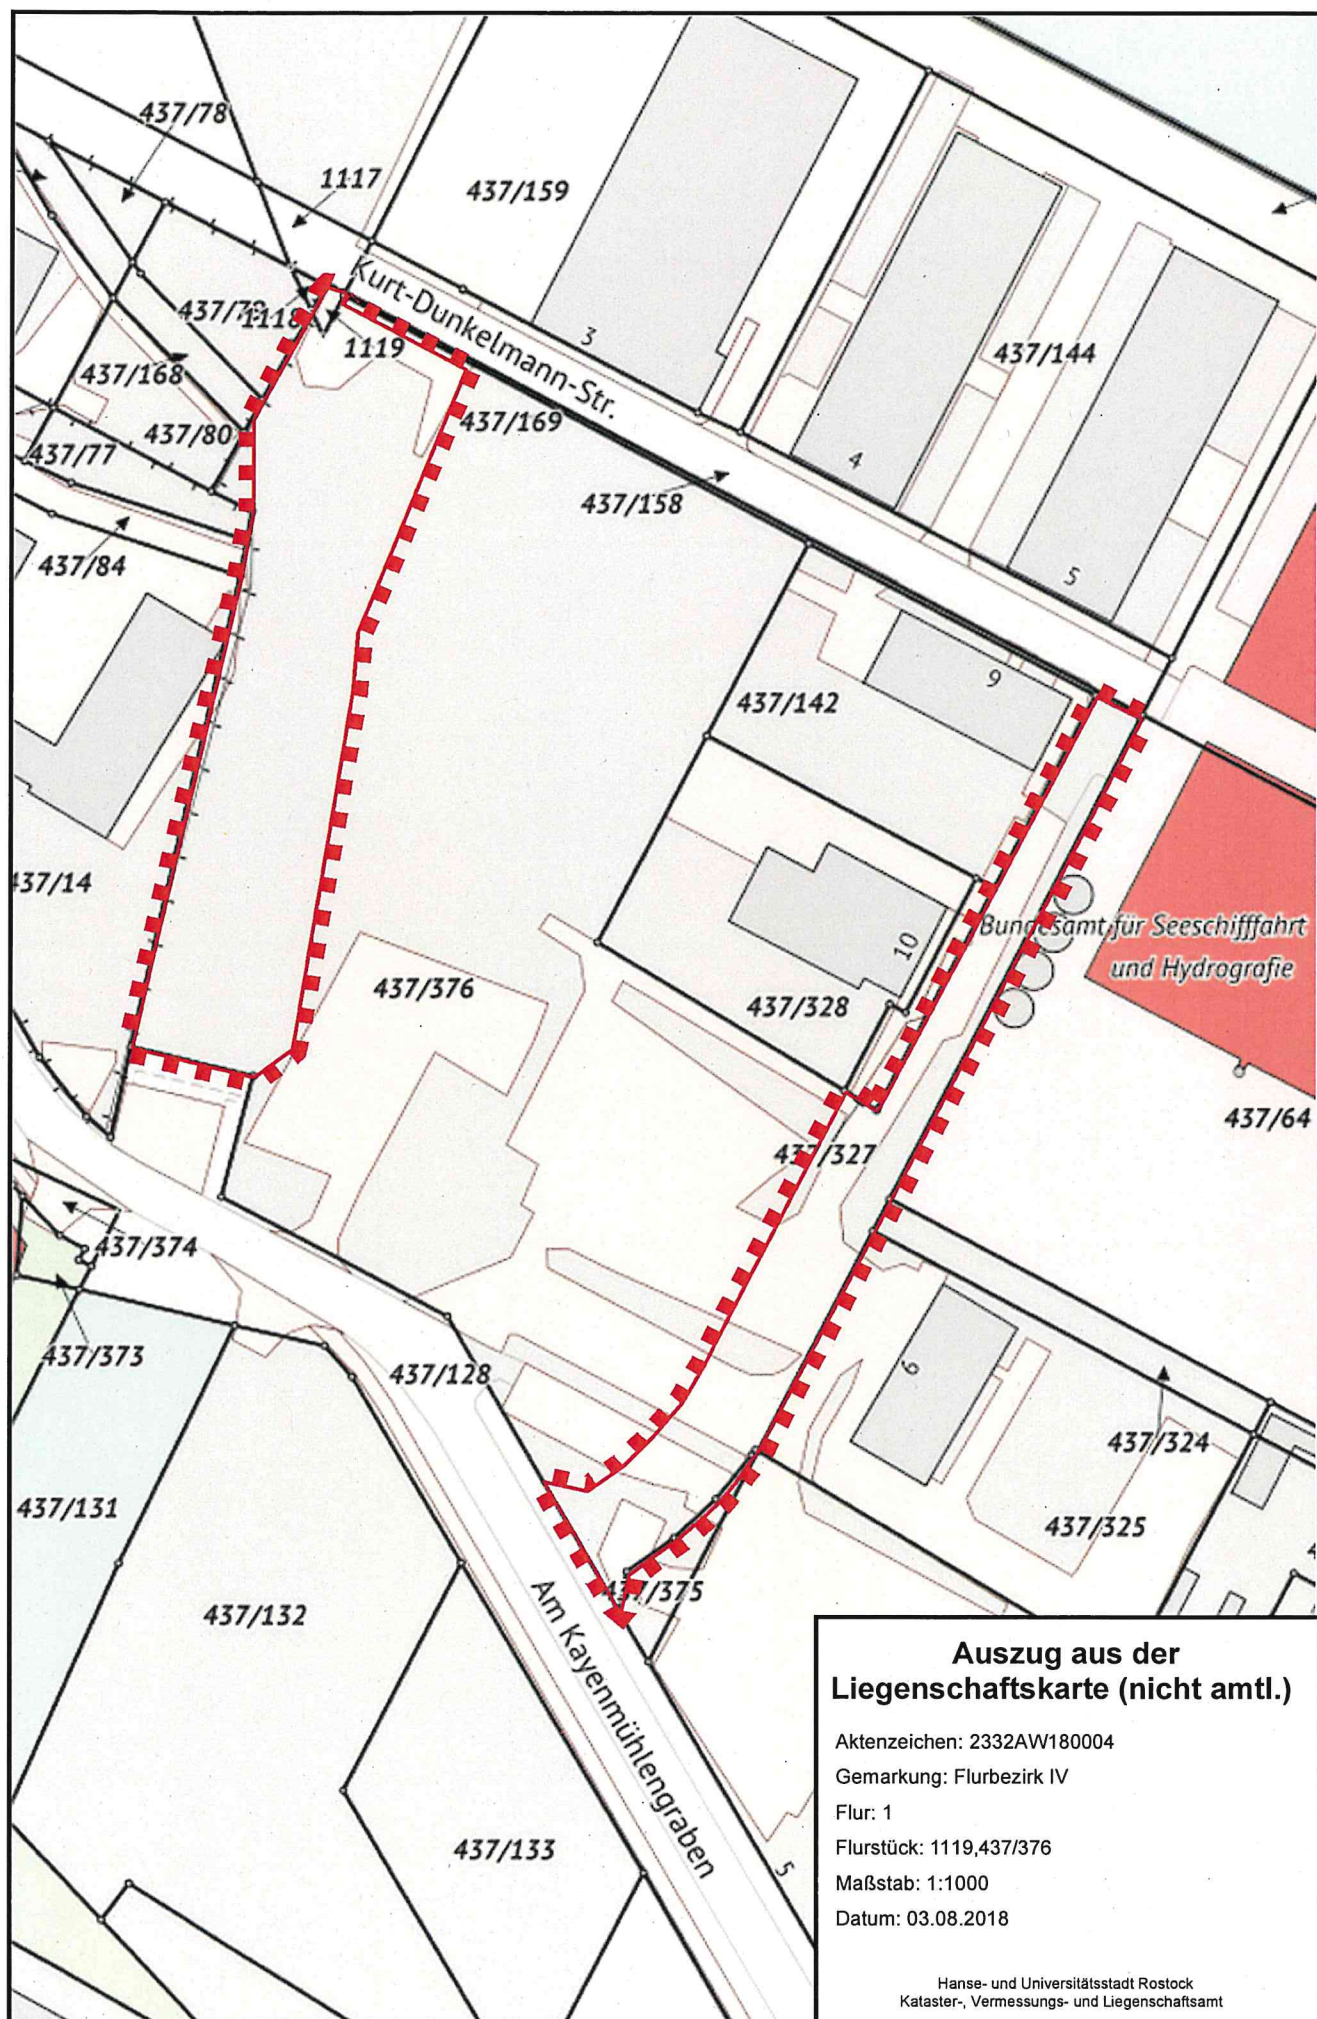 437/78
1117
437/159
Kurt-Dunkelmann-Str.
3
437/79
1118
1119
437/144
437/168
437/80
437/169
437/77
4
437/158
437/84
5
9
437/142
437/14
Bundesamt für Seeschifffahrt
und Hydrografie
10
437/376
437/328
437/64
437/327
437/374
437/373
437/128
6
437/324
437/131
437/325
437/375
437/132
Am Kayenmühlengraben
437/133
5
Auszug aus der
Liegenschaftskarte (nicht amtl.)
Aktenzeichen: 2332AW180004
Gemarkung: Flurbezirk IV
Flur: 1
Flurstück: 1119,437/376
Maßstab: 1:1000
Datum: 03.08.2018
Hanse- und Universitätsstadt Rostock
Kataster-, Vermessungs- und Liegenschaftsamt